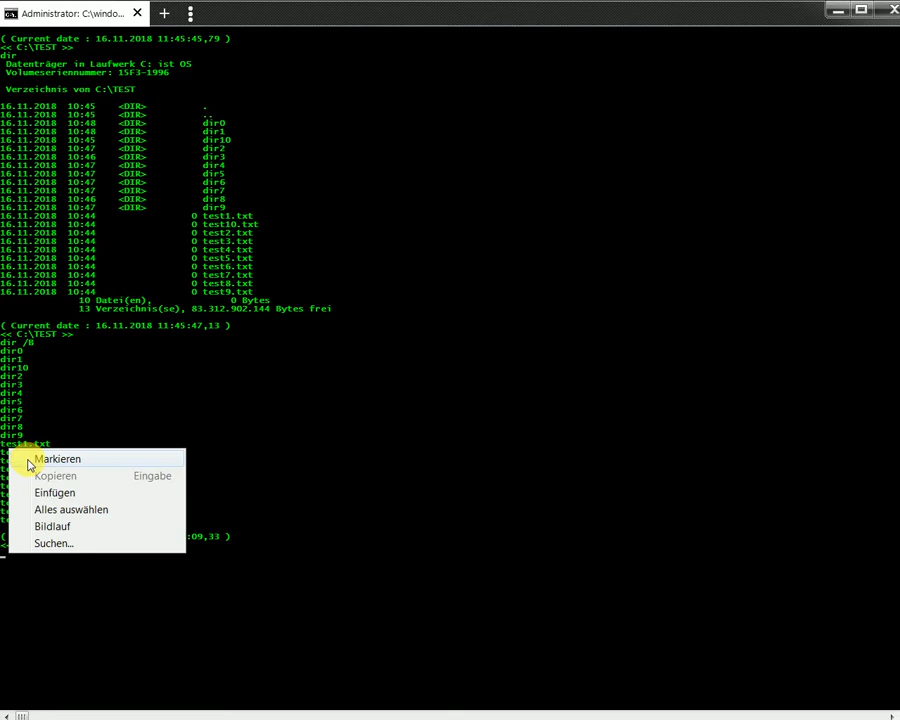 Administrator: C:\windo...
( Current date : 16.11.2018 11:45:45,79 )
<< C:\TEST >>
dir
Datenträger in Laufwerk C: ist OS
Volumeseriennummer: 15F3-1996
Verzeichnis von C:\TEST
16.11.2018 10:45 <DIR> .
16.11.2018 10:45 <DIR> ..
16.11.2018 10:48 <DIR> dir0
16.11.2018 10:48 <DIR> dir1
16.11.2018 10:45 <DIR> dir10
16.11.2018 10:47 <DIR> dir2
16.11.2018 10:46 <DIR> dir3
16.11.2018 10:47 <DIR> dir4
16.11.2018 10:47 <DIR> dir5
16.11.2018 10:47 <DIR> dir6
16.11.2018 10:47 <DIR> dir7
16.11.2018 10:46 <DIR> dir8
16.11.2018 10:47 <DIR> dir9
16.11.2018 10:44 0 test1.txt
16.11.2018 10:44 0 test10.txt
16.11.2018 10:44 0 test2.txt
16.11.2018 10:44 0 test3.txt
16.11.2018 10:44 0 test4.txt
16.11.2018 10:44 0 test5.txt
16.11.2018 10:44 0 test6.txt
16.11.2018 10:44 0 test7.txt
16.11.2018 10:44 0 test8.txt
16.11.2018 10:44 0 test9.txt
10 Datei(en), 0 Bytes
13 Verzeichnis(se), 83.312.902.144 Bytes frei
( Current date : 16.11.2018 11:45:47,13 )
<< C:\TEST >>
dir /B
dir0
dir1
dir10
dir2
dir3
dir4
dir5
dir6
dir7
dir8
dir9
test1.txt
Markieren
Kopieren Eingabe
Einfügen
Alles auswählen
Bildlauf
:09,33 )
Suchen...